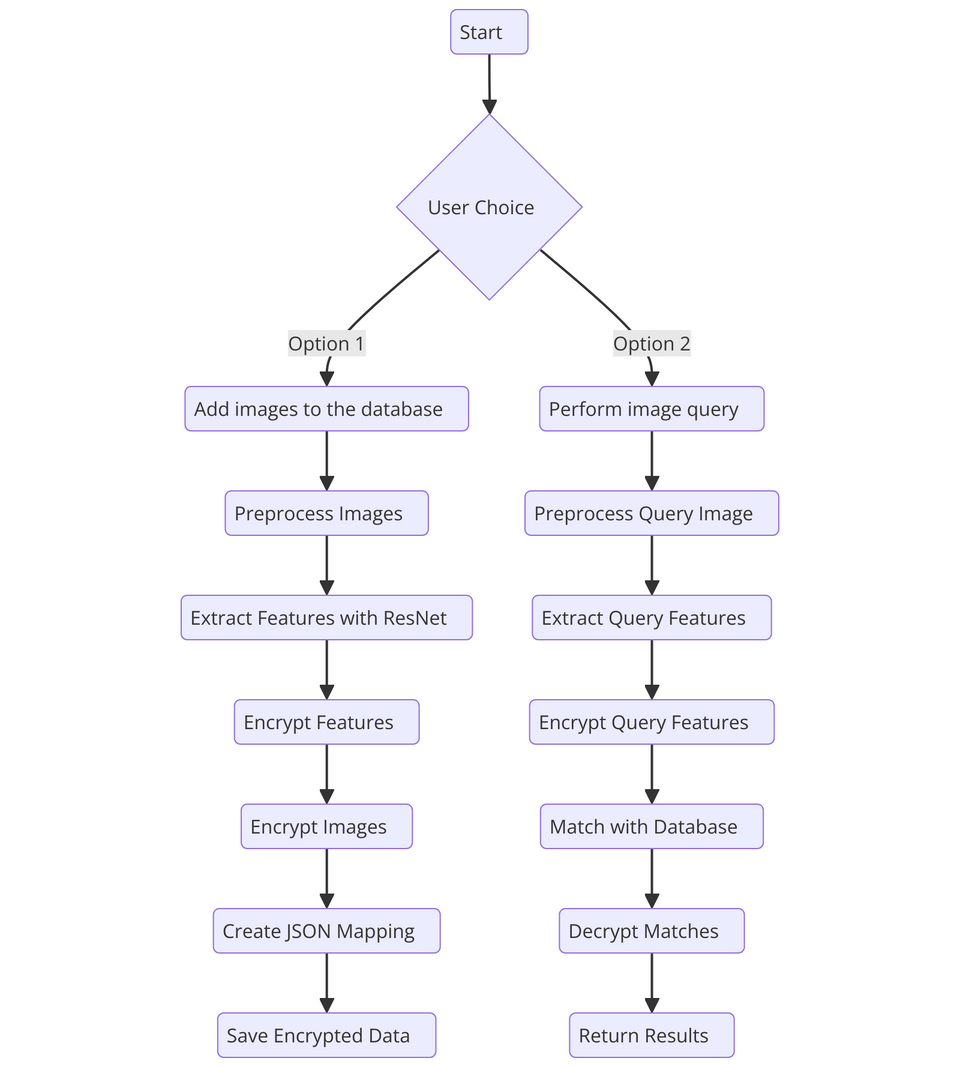 Start
User Choice
Option 1
Option 2
Add images to the database
Perform image query
Preprocess Images
Preprocess Query Image
Extract Features with ResNet
Extract Query Features
Encrypt Features
Encrypt Query Features
Encrypt Images
Match with Database
Create JSON Mapping
Decrypt Matches
Save Encrypted Data
Return Results